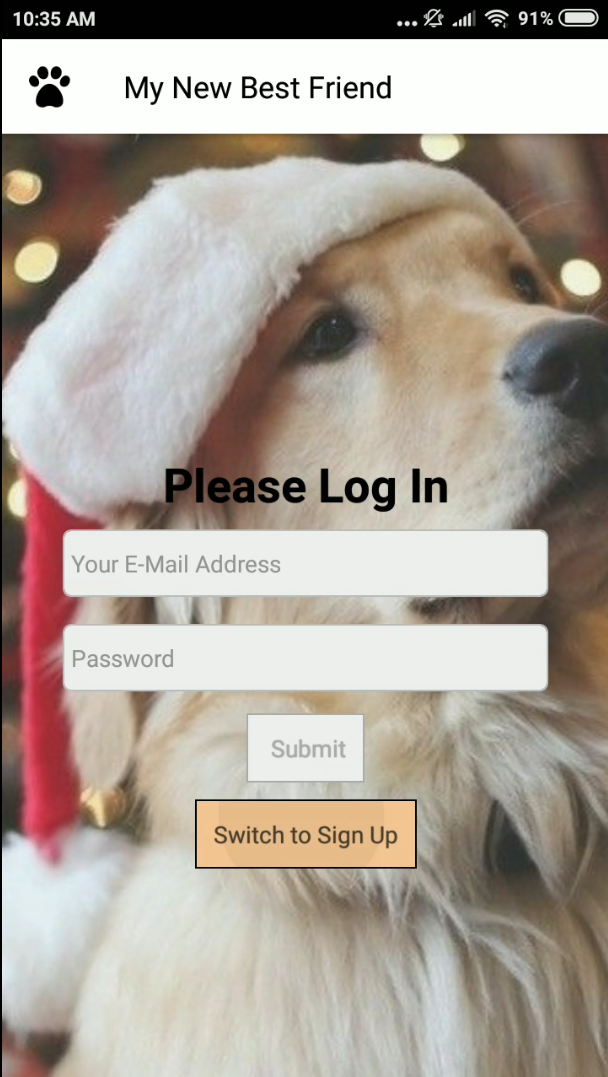 10:35 AM
91%
My New Best Friend
Please Log In
Your E-Mail Address
Password
Submit
Switch to Sign Up